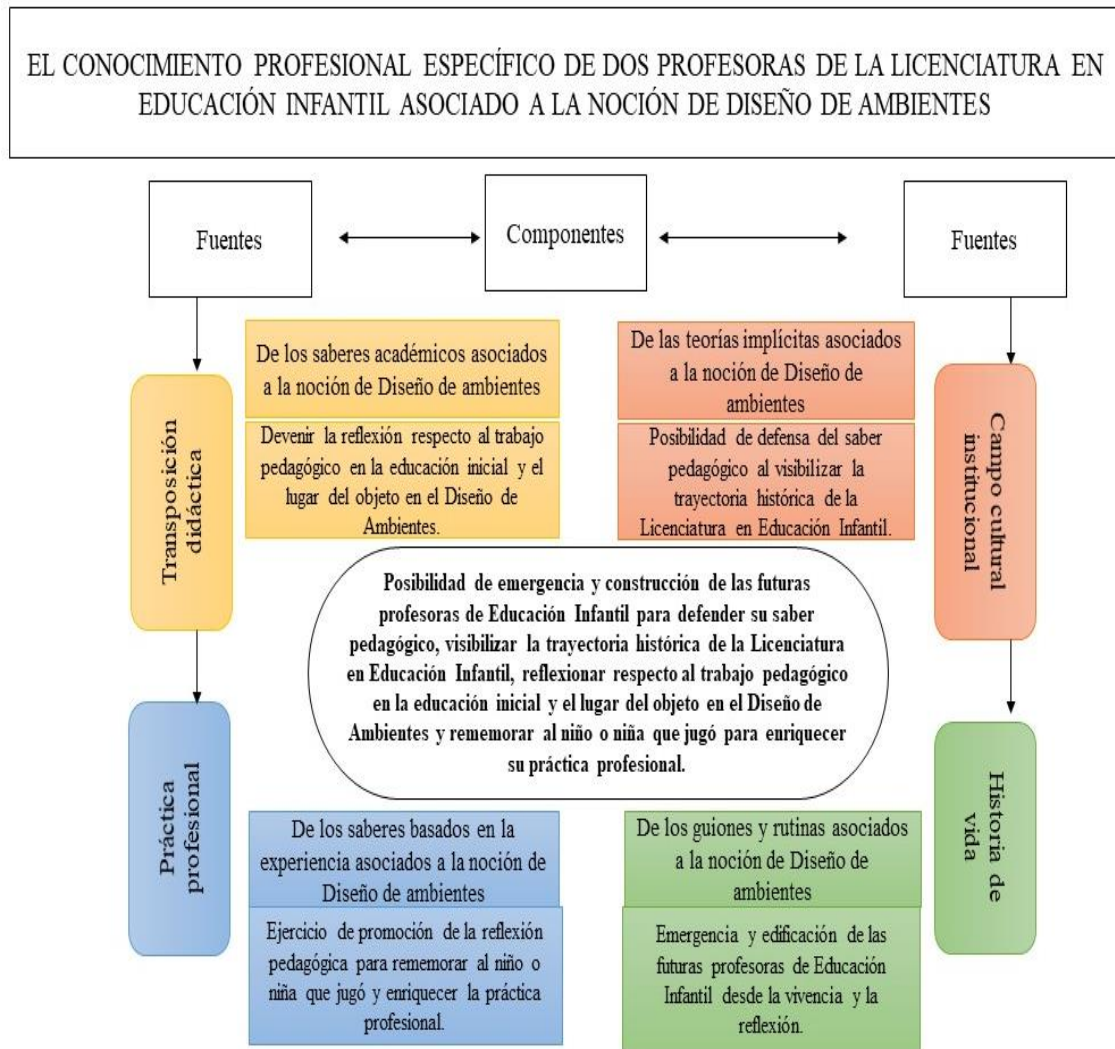 EL CONOCIMIENTO PROFESIONAL ESPECÍFICO DE DOS PROFESORAS DE LA LICENCIATURA EN
EDUCACIÓN INFANTIL ASOCIADO A LA NOCIÓN DE DISEÑO DE AMBIENTES
Fuentes
Componentes
Fuentes
Transposición
didáctica
De los saberes académicos asociados
a la noción de Diseño de ambientes
Devenir la reflexión respecto al trabajo
pedagógico en la educación inicial y el
lugar del objeto en el Diseño de
Ambientes.
De las teorías implícitas asociados
a la noción de Diseño de
ambientes
Posibilidad de defensa del saber
pedagógico al visibilizar la
trayectoria histórica de la
Licenciatura en Educación Infantil.
Campo cultural
institucional
Posibilidad de emergencia y construcción de las futuras
profesoras de Educación Infantil para defender su saber
pedagógico, visibilizar la trayectoria histórica de la Licenciatura
en Educación Infantil, reflexionar respecto al trabajo pedagógico
en la educación inicial y el lugar del objeto en el Diseño de
Ambientes y rememorar al niño o niña que jugó para enriquecer
su práctica profesional.
Práctica
profesional
De los saberes basados en la
experiencia asociados a la noción de
Diseño de ambientes
Ejercicio de promoción de la reflexión
pedagógica para rememorar al niño o
niña que jugó y enriquecer la práctica
profesional.
De los guiones y rutinas asociados
a la noción de Diseño de
ambientes
Emergencia y edificación de las
futuras profesoras de Educación
Infantil desde la vivencia y la
reflexión.
Historia de
vida